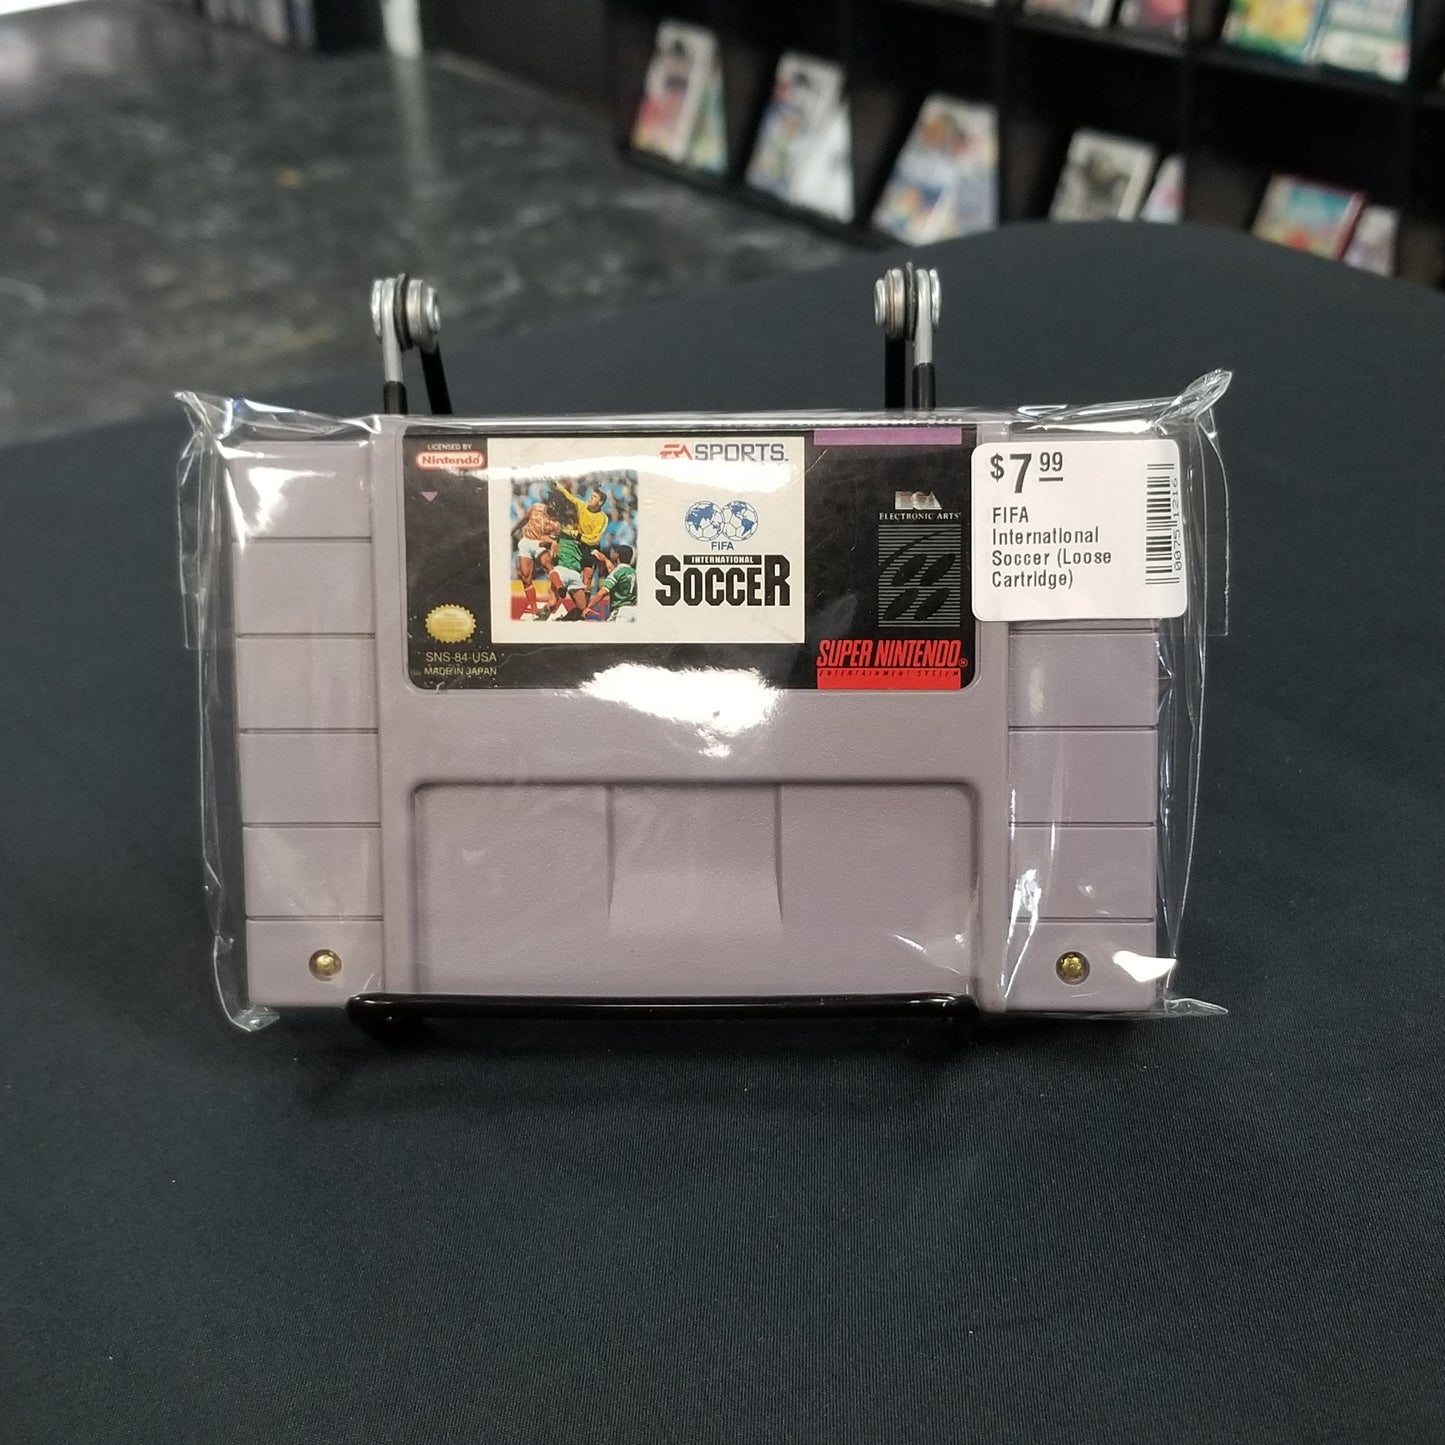 LICENSED BY
Nintendo
EA SPORTS
FIFA
INTERNATIONAL
SOCCER
ELECTRONIC ARTS
SNS-84-USA
MADE IN JAPAN
SUPER NINTENDO
ENTERTAINMENT SYSTEM
$7 99
FIFA
International
Soccer (Loose
Cartridge)